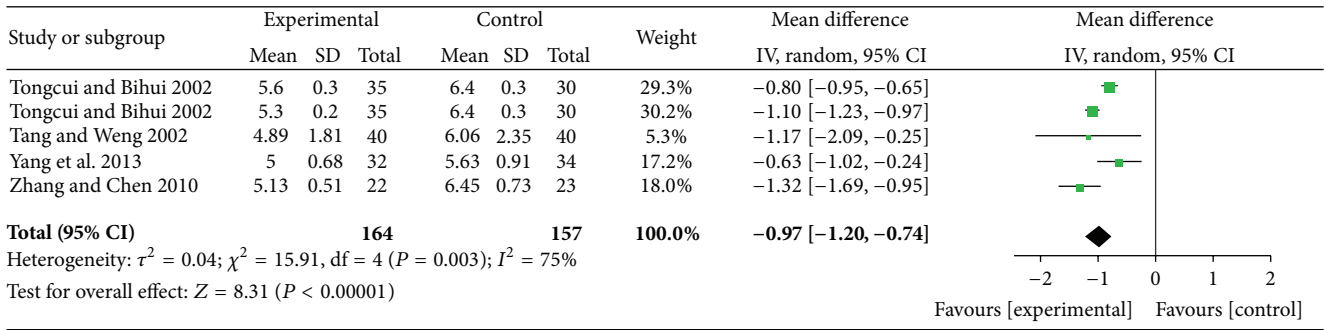 Study or subgroup Experimental Control Weight Mean difference Mean difference
Mean SD Total Mean SD Total IV, random, 95% CI IV, random, 95% CI
Tongcui and Bihui 2002 5.6 0.3 35 6.4 0.3 30 29.3% −0.80 [−0.95, −0.65]
Tongcui and Bihui 2002 5.3 0.2 35 6.4 0.3 30 30.2% −1.10 [−1.23, −0.97]
Tang and Weng 2002 4.89 1.81 40 6.06 2.35 40 5.3% −1.17 [−2.09, −0.25]
Yang et al. 2013 5 0.68 32 5.63 0.91 34 17.2% −0.63 [−1.02, −0.24]
Zhang and Chen 2010 5.13 0.51 22 6.45 0.73 23 18.0% −1.32 [−1.69, −0.95]
Total (95% CI) 164 157 100.0% −0.97 [−1.20, −0.74]
Heterogeneity: τ² = 0.04; χ² = 15.91, df = 4 (P = 0.003); I² = 75%
−2 −1 0 1 2
Test for overall effect: Z = 8.31 (P < 0.00001)
Favours [experimental] Favours [control]